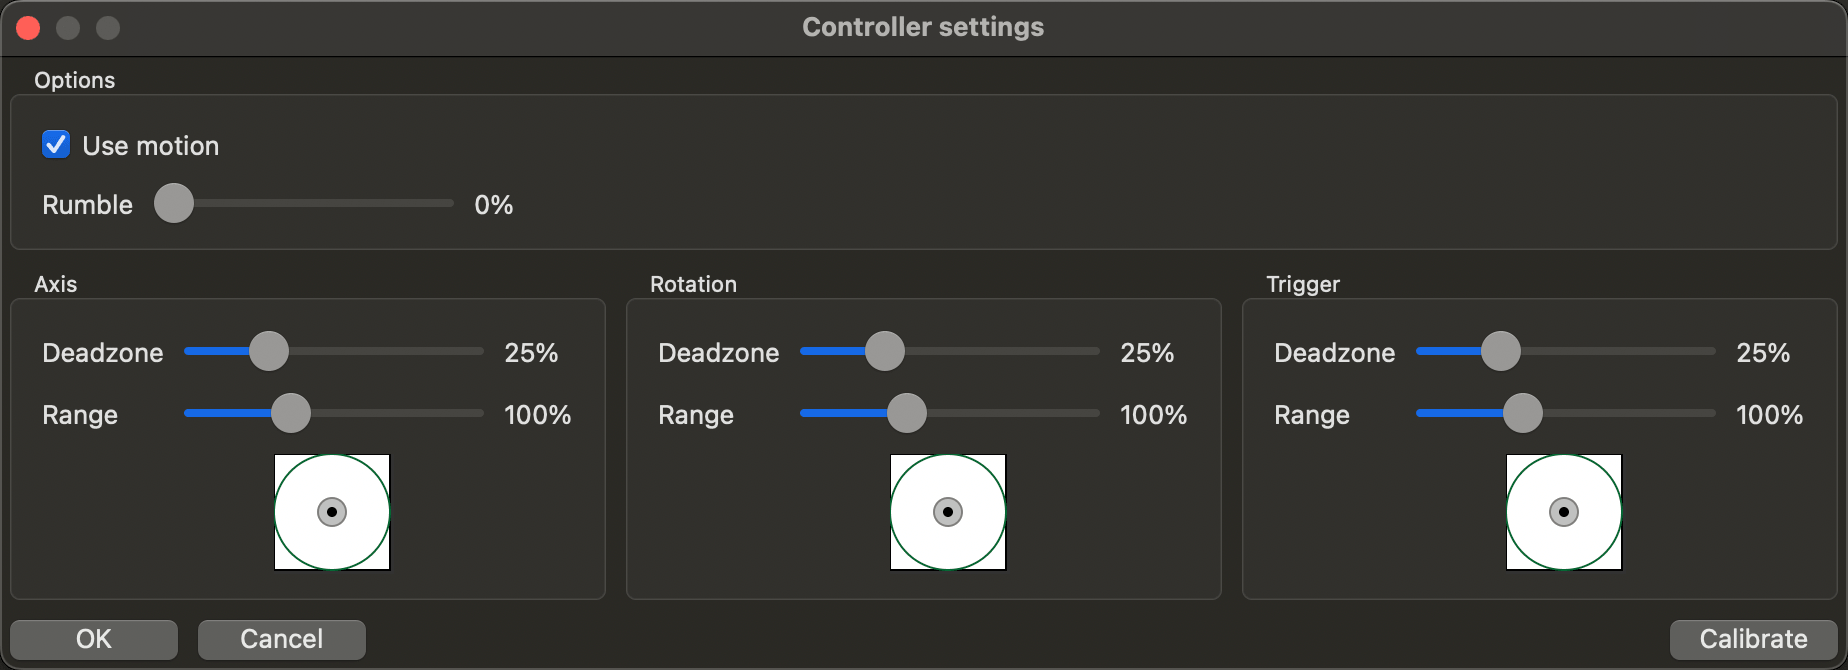 Controller settings
Options
Use motion
Rumble 0%
Axis Rotation Trigger
Deadzone 25% Deadzone 25% Deadzone 25%
Range 100% Range 100% Range 100%
OK Cancel Calibrate